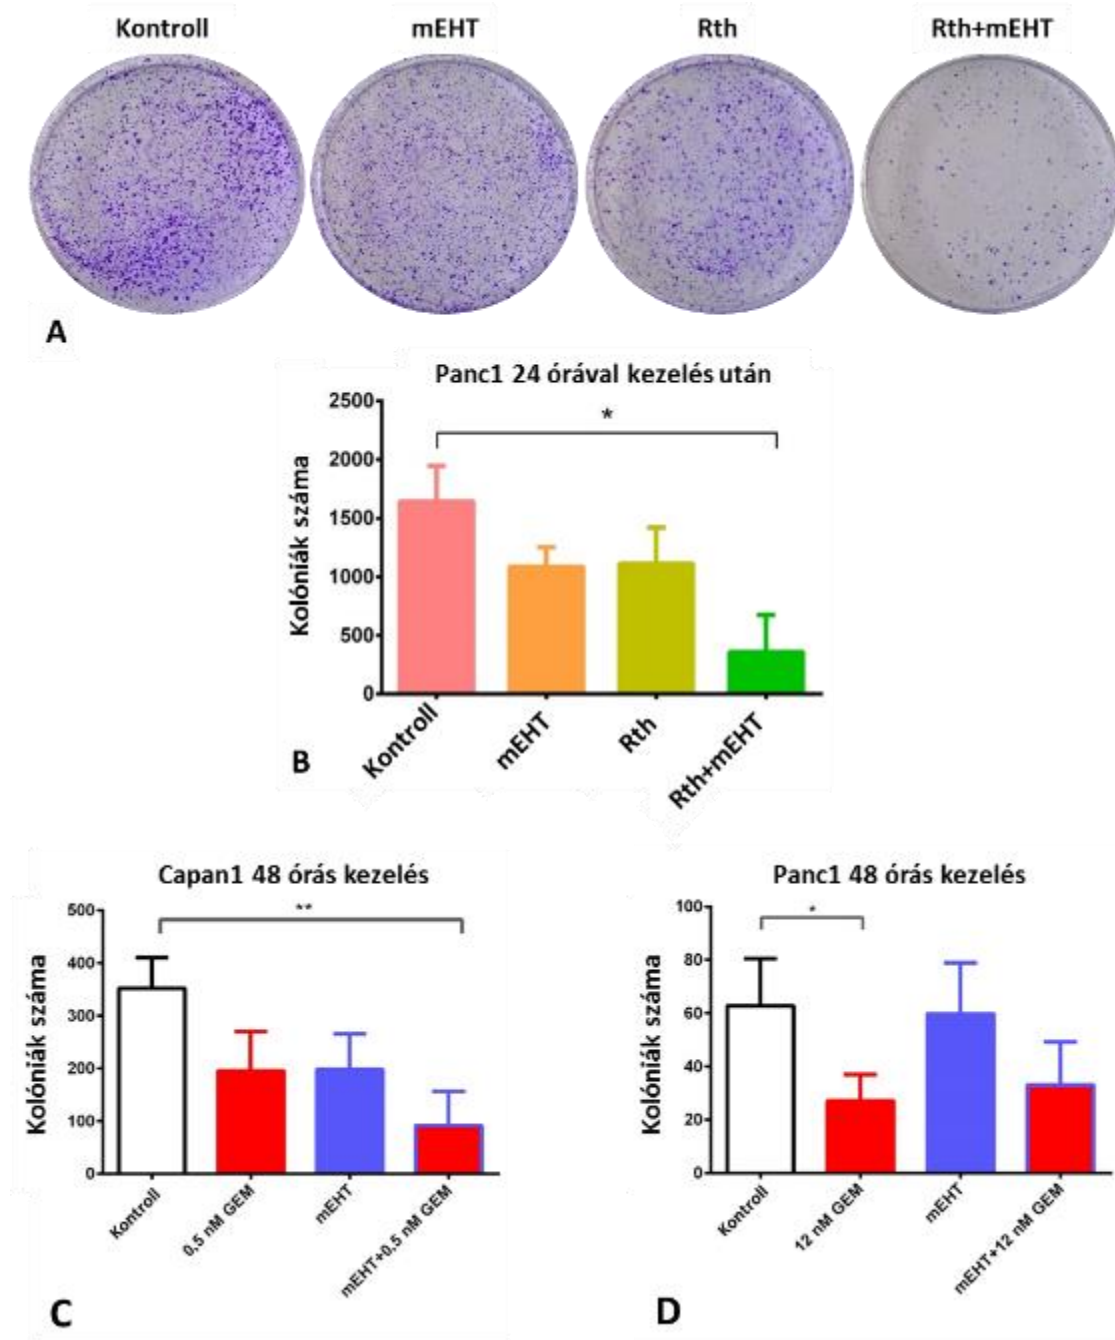 Kontroll mEHT Rth Rth+mEHT
A
Panc1 24 órával kezelés után
2500
2000
1500
1000
500
0
Kolóniák száma
*
Kontroll mEHT Rth Rth+mEHT
B
Capan1 48 órás kezelés
500
400
300
200
100
0
Kolóniák száma
**
Kontroll 0,5 nM GEM mEHT mEHT+0,5 nM GEM
C
Panc1 48 órás kezelés
100
80
60
40
20
0
Kolóniák száma
*
Kontroll 12 nM GEM mEHT mEHT+12 nM GEM
D